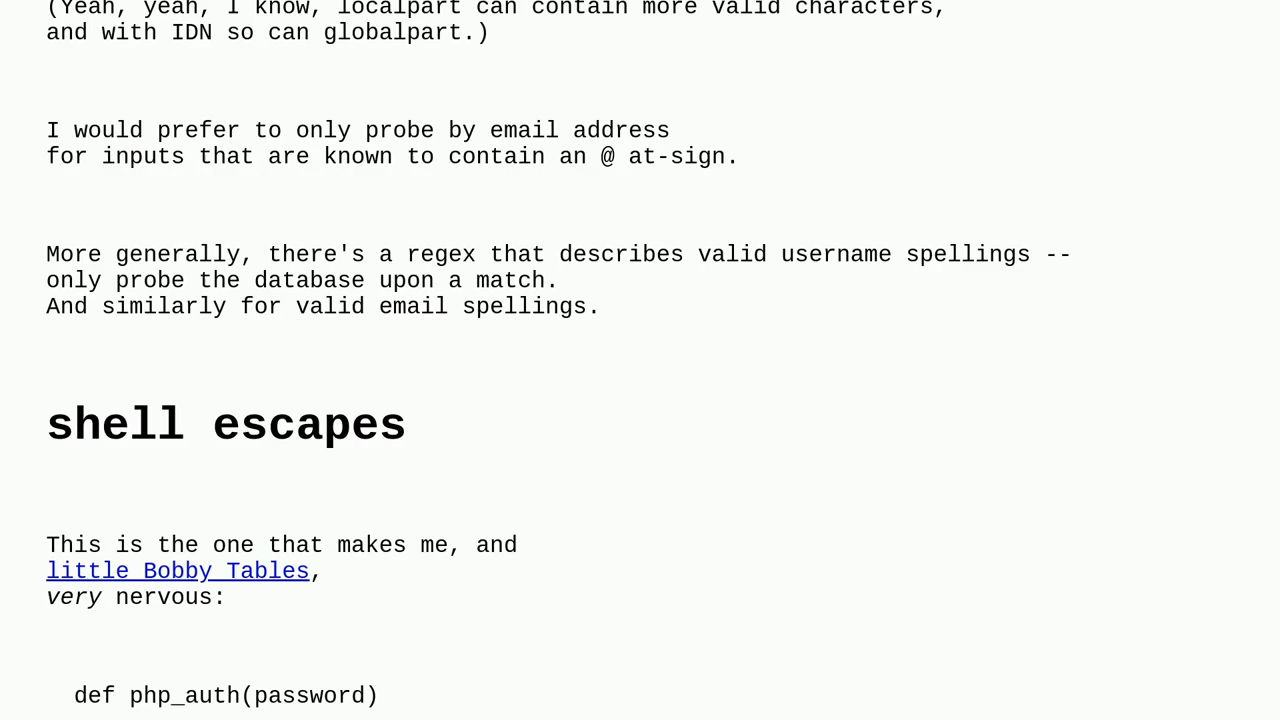 (Yeah, yeah, I know, localpart can contain more valid characters,
and with IDN so can globalpart.)
I would prefer to only probe by email address
for inputs that are known to contain an @ at-sign.
More generally, there's a regex that describes valid username spellings --
only probe the database upon a match.
And similarly for valid email spellings.
shell escapes
This is the one that makes me, and
little Bobby Tables,
very nervous:
def php_auth(password)